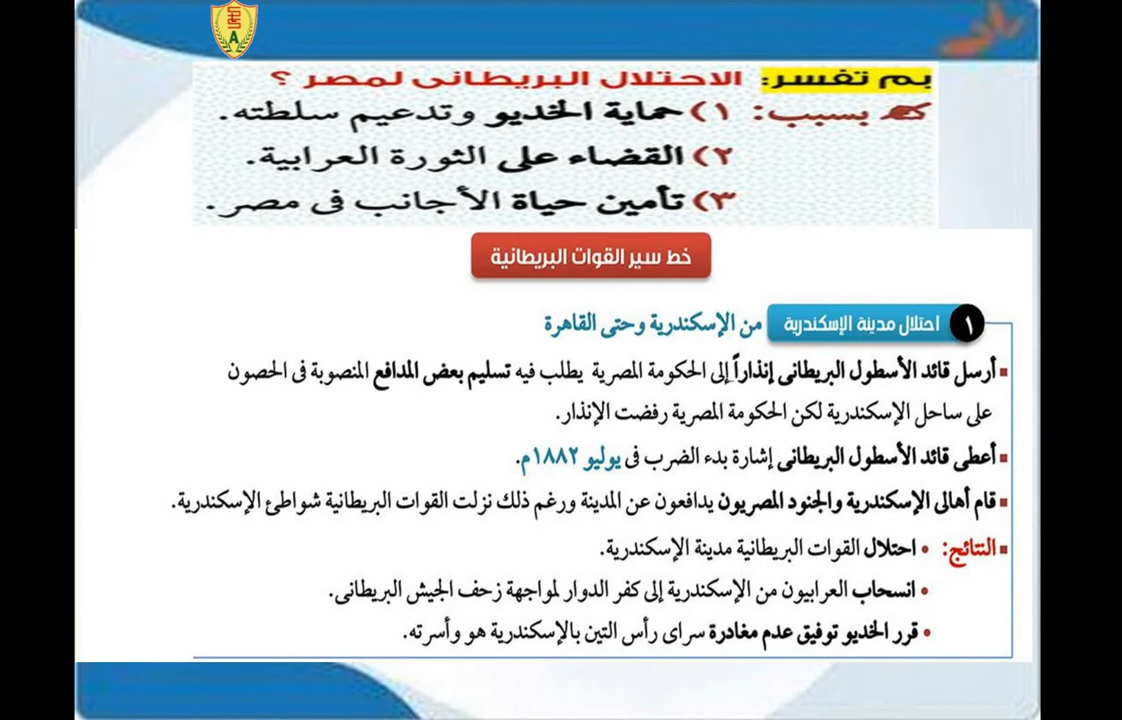 بم تفسر: الاحتلال البريطانى لمصر ؟
بسبب: ١) حماية الخديو وتدعيم سلطته.
٢) القضاء على الثورة العرابية.
٣) تأمين حياة الأجانب فى مصر.
خط سير القوات البريطانية
١ احتلال مدينة الإسكندرية من الإسكندرية وحتى القاهرة
أرسل قائد الأسطول البريطانى إنذاراً إلى الحكومة المصرية يطلب فيه تسليم بعض المدافع المنصوبة فى الحصون
على ساحل الإسكندرية لكن الحكومة المصرية رفضت الإنذار.
أعطى قائد الأسطول البريطانى إشارة بدء الضرب فى يوليو ١٨٨٢م.
قام أهالى الإسكندرية والجنود المصريون يدافعون عن المدينة ورغم ذلك نزلت القوات البريطانية شواطئ الإسكندرية.
النتائج: • احتلال القوات البريطانية مدينة الإسكندرية.
• انسحاب العرابيون من الإسكندرية إلى كفر الدوار لمواجهة زحف الجيش البريطانى.
• قرر الخديو توفيق عدم مغادرة سراى رأس التين بالإسكندرية هو وأسرته.